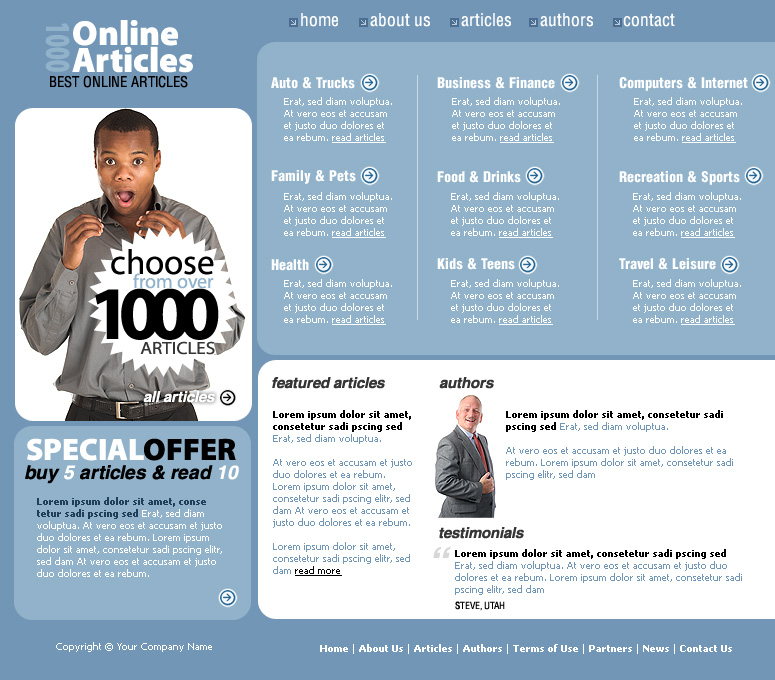 1000
Online
Articles
BEST ONLINE ARTICLES
home
about us
articles
authors
contact
choose
from over
1000
ARTICLES
all articles
SPECIALOFFER
buy 5 articles & read 10
Lorem ipsum dolor sit amet, conse
tetur sed diam pscing sed Erat, sed diam
voluptua. At vero eos et accusam et justo
duo dolores et ea rebum. Lorem ipsum
dolor sit amet, consetetur sadi pscing elitr,
sed dam At vero eos et accusam et justo
duo dolores et ea rebum.
Auto & Trucks
Erat, sed diam voluptua.
At vero eos et accusam
et justo duo dolores et
ea rebum. read articles
Business & Finance
Erat, sed diam voluptua.
At vero eos et accusam
et justo duo dolores et
ea rebum. read articles
Computers & Internet
Erat, sed diam voluptua.
At vero eos et accusam
et justo duo dolores et
ea rebum. read articles
Family & Pets
Erat, sed diam voluptua.
At vero eos et accusam
et justo duo dolores et
ea rebum. read articles
Food & Drinks
Erat, sed diam voluptua.
At vero eos et accusam
et justo duo dolores et
ea rebum. read articles
Recreation & Sports
Erat, sed diam voluptua.
At vero eos et accusam
et justo duo dolores et
ea rebum. read articles
Health
Erat, sed diam voluptua.
At vero eos et accusam
et justo duo dolores et
ea rebum. read articles
Kids & Teens
Erat, sed diam voluptua.
At vero eos et accusam
et justo duo dolores et
ea rebum. read articles
Travel & Leisure
Erat, sed diam voluptua.
At vero eos et accusam
et justo duo dolores et
ea rebum. read articles
featured articles
Lorem ipsum dolor sit amet,
consetetur sadi pscing sed
Erat, sed diam voluptua.
At vero eos et accusam et justo
duo dolores et ea rebum.
Lorem ipsum dolor sit amet,
consetetur sadi pscing elitr, sed
dam At vero eos et accusam et
justo duo dolores et ea rebum.
Lorem ipsum dolor sit amet,
consetetur sadi pscing elitr, sed
dam read more
authors
Lorem ipsum dolor sit amet, consetetur sadi
pscing sed Erat, sed diam voluptua.
At vero eos et accusam et justo duo dolores et ea
rebum. Lorem ipsum dolor sit amet, consetetur sadi
pscing elitr, sed dam
testimonials
Lorem ipsum dolor sit amet, consetetur sadi pscing sed
Erat, sed diam voluptua. At vero eos et accusam et justo duo
dolores et ea rebum. Lorem ipsum dolor sit amet, consetetur sadi
pscing elitr, sed dam
STEVE, UTAH
Copyright © Your Company Name
Home | About Us | Articles | Authors | Terms of Use | Partners | News | Contact Us